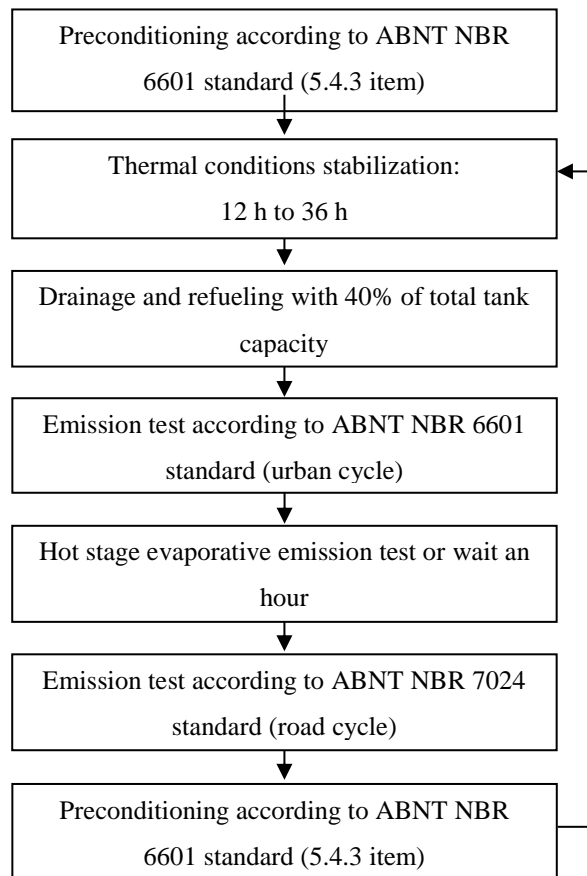 Preconditioning according to ABNT NBR
6601 standard (5.4.3 item)
Thermal conditions stabilization:
12 h to 36 h
Drainage and refueling with 40% of total tank
capacity
Emission test according to ABNT NBR 6601
standard (urban cycle)
Hot stage evaporative emission test or wait an
hour
Emission test according to ABNT NBR 7024
standard (road cycle)
Preconditioning according to ABNT NBR
6601 standard (5.4.3 item)